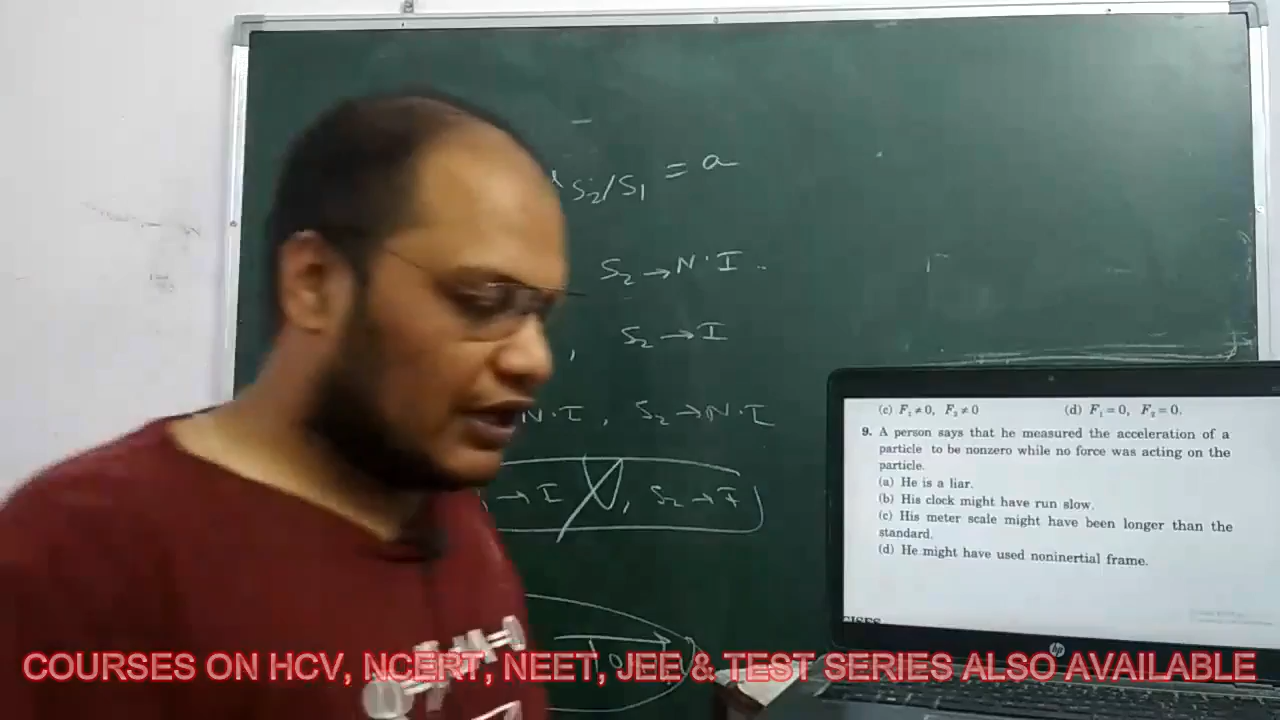 S₂/S₁ = a
S₂ → N·I
, S₂ → I
N·I , S₂ → N·I
→ I , S₂ → I
(c) F₁ ≠ 0, F₂ ≠ 0 (d) F₁ = 0, F₂ = 0.
9. A person says that he measured the acceleration of a
particle to be nonzero while no force was acting on the
particle.
(a) He is a liar.
(b) His clock might have run slow.
(c) His meter scale might have been longer than the
standard.
(d) He might have used noninertial frame.
COURSES ON HCV, NCERT, NEET, JEE & TEST SERIES ALSO AVAILABLE
hp